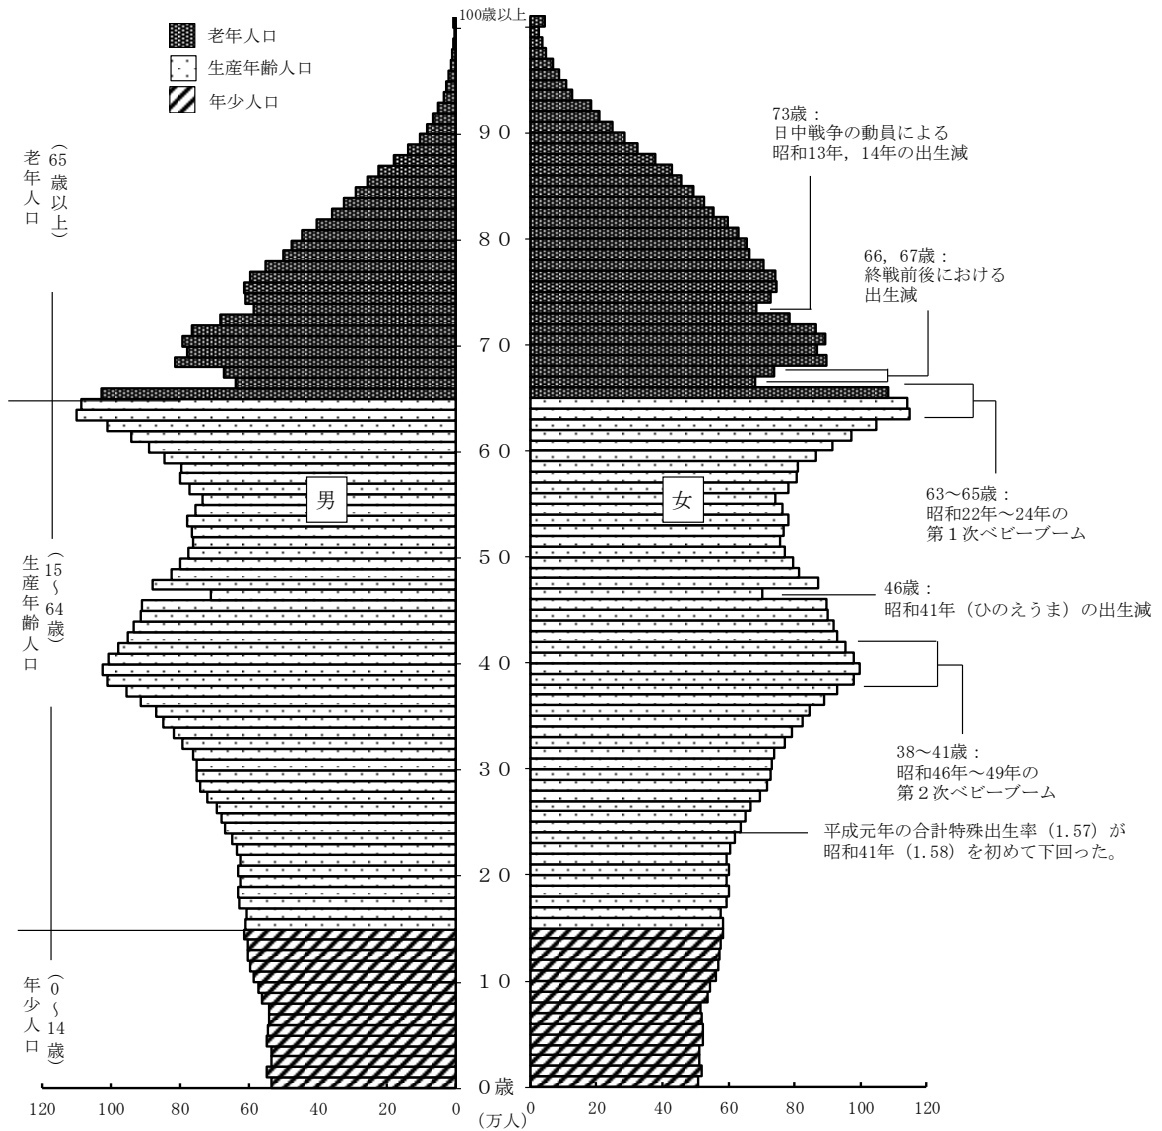 100歳以上
老年人口
生産年齢人口
年少人口
90
80
70
60
50
40
30
20
10
0歳
老年人口
(65歳以上)
生産年齢人口
(15～64歳)
年少人口
(0～14歳)
男
女
73歳：
日中戦争の動員による
昭和13年，14年の出生減
66，67歳：
終戦前後における
出生減
63～65歳：
昭和22年～24年の
第１次ベビーブーム
46歳：
昭和41年（ひのえうま）の出生減
38～41歳：
昭和46年～49年の
第２次ベビーブーム
平成元年の合計特殊出生率（1.57）が
昭和41年（1.58）を初めて下回った。
120 100 80 60 40 20 0
(万人)
0 20 40 60 80 100 120